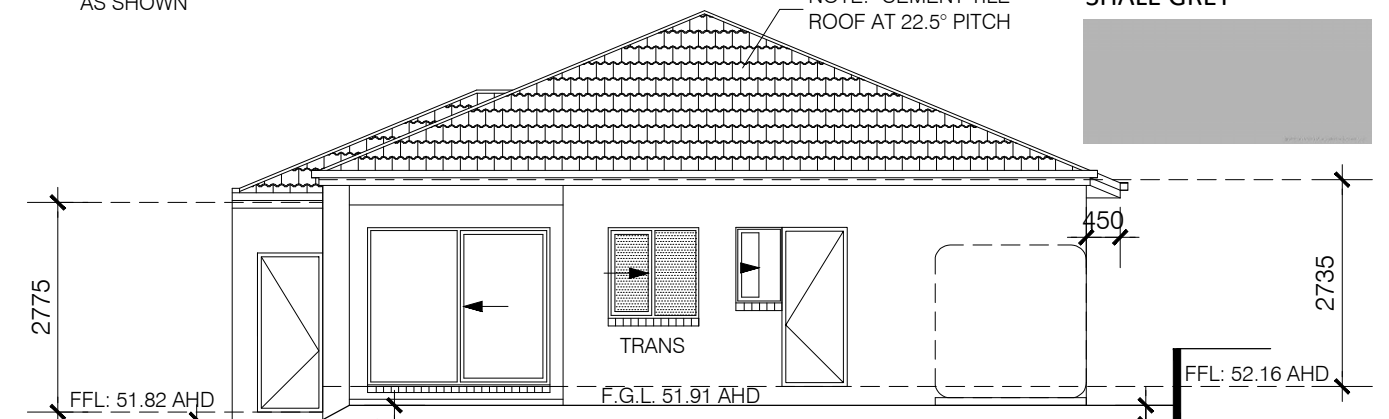 AS SHOWN
NOTE: CEMENT TILE
ROOF AT 22.5° PITCH
SHALE GREY
450
2775
2735
TRANS
FFL: 51.82 AHD
F.G.L. 51.91 AHD
FFL: 52.16 AHD